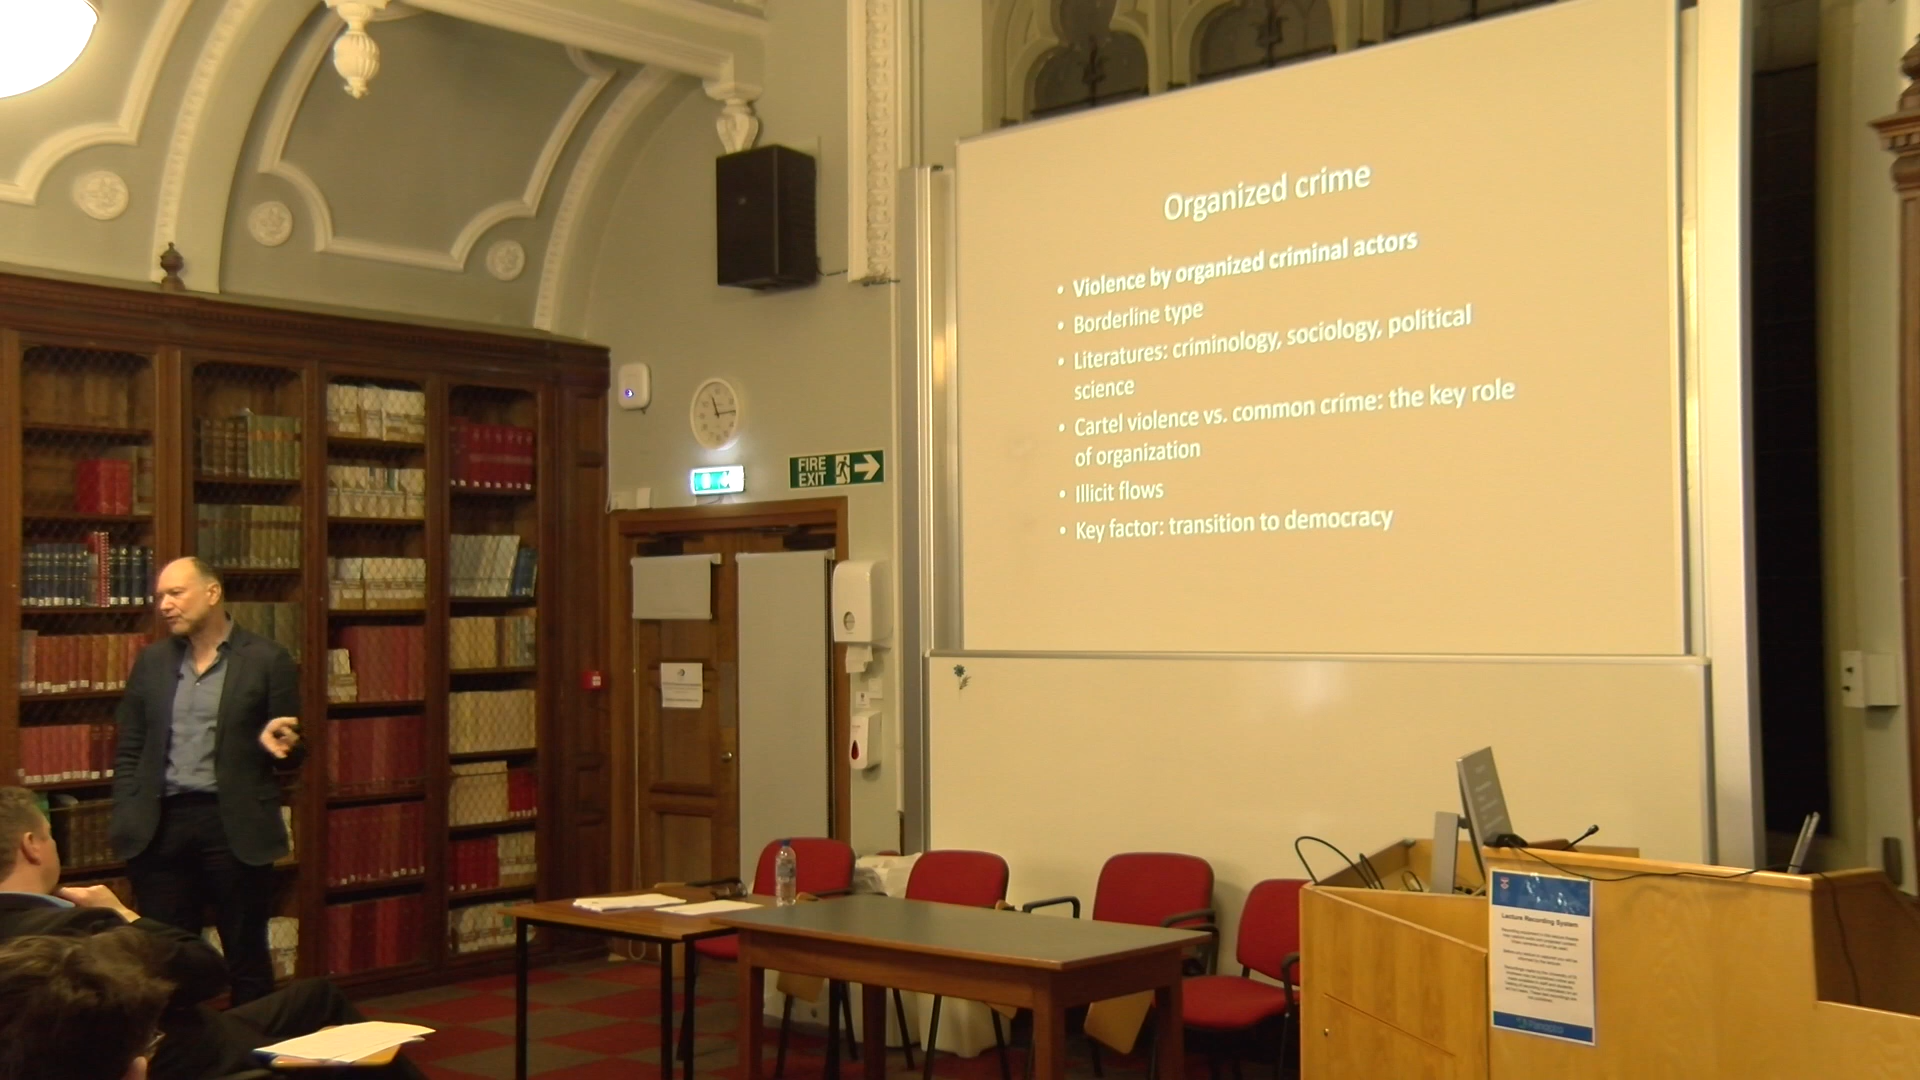 Organized crime
• Violence by organized criminal actors
• Borderline type
• Literatures: criminology, sociology, political
science
• Cartel violence vs. common crime: the key role
of organization
• Illicit flows
• Key factor: transition to democracy
FIRE
EXIT
Lecture Recording System